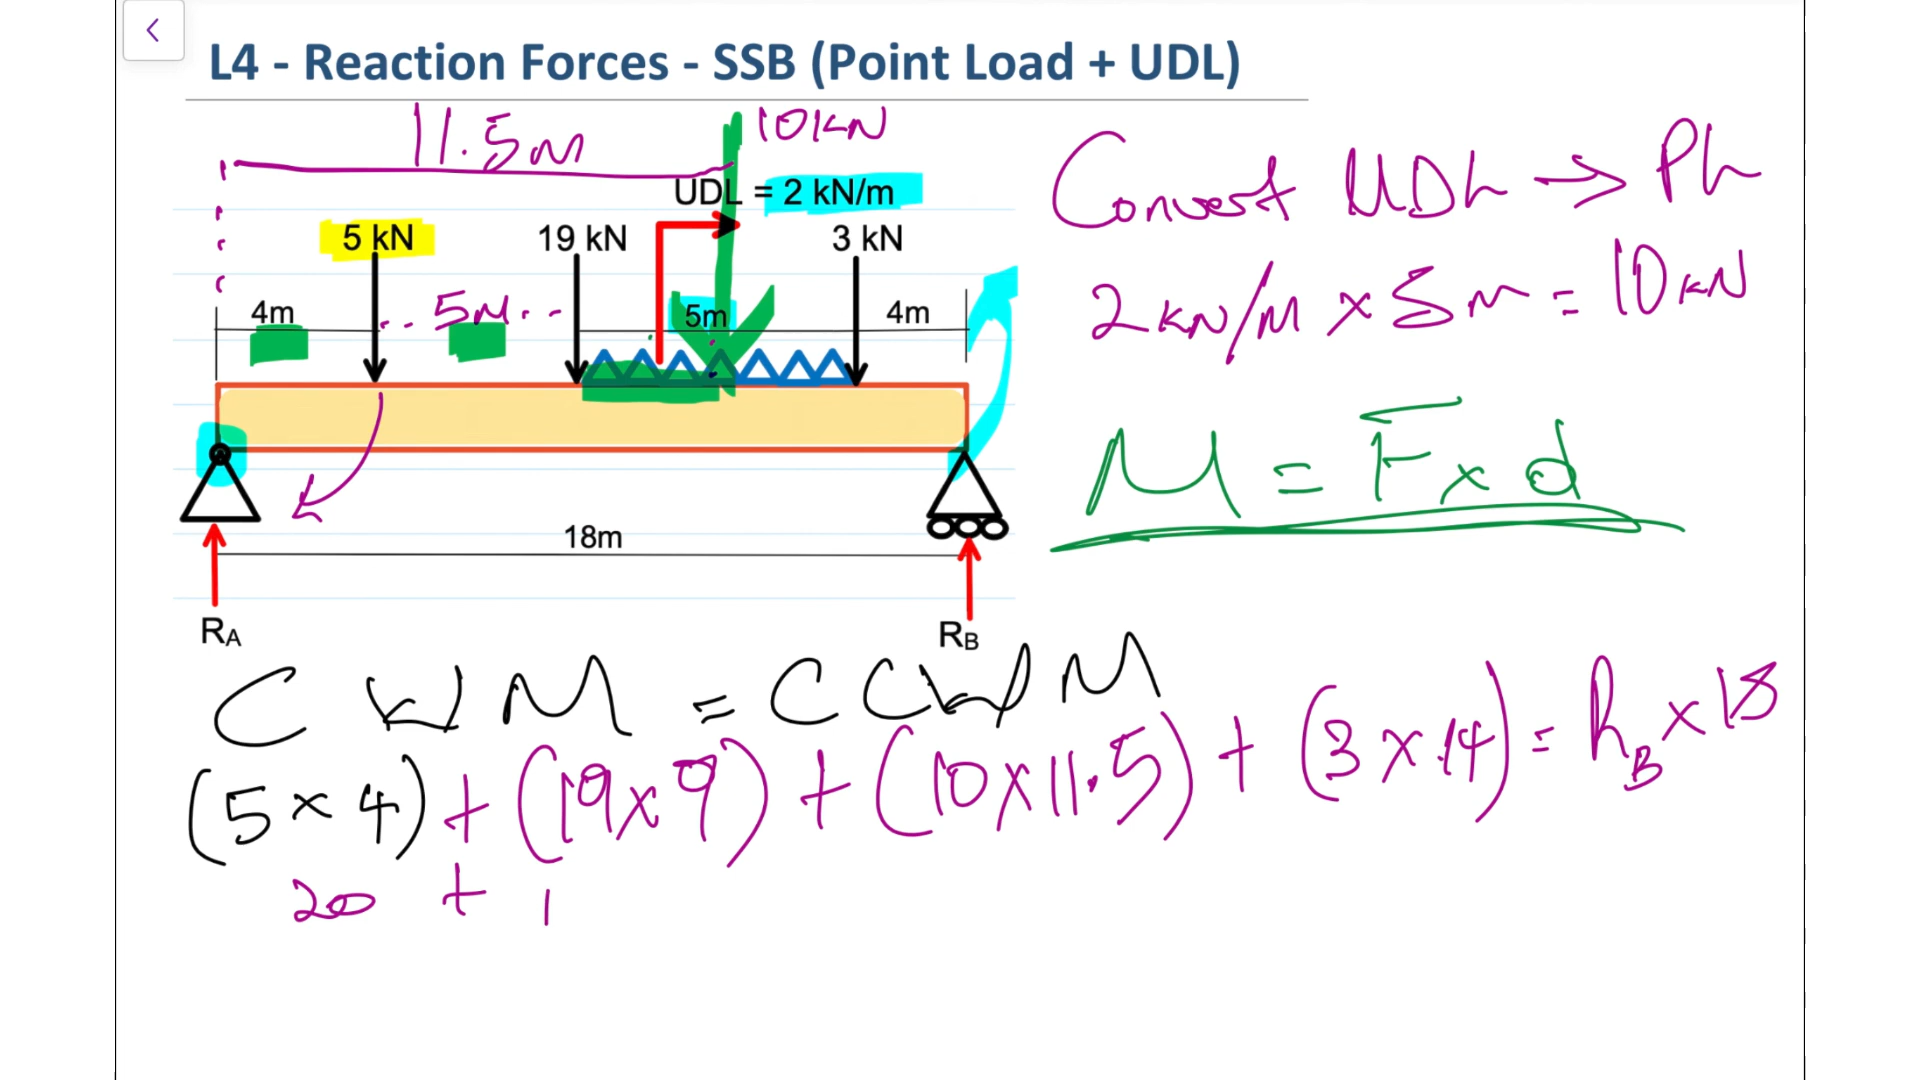 L4 - Reaction Forces - SSB (Point Load + UDL)
11.5m
10kN
UDL = 2 kN/m
5 kN
19 kN
3 kN
4m
5m
5m
4m
18m
RA
RB
Convert UDL → PL
2kN/m × 5m = 10kN
M = F × d
CWM = CCWM
(5 × 4) + (19 × 9) + (10 × 11.5) + (3 × 14) = RB × 18
20 + 1